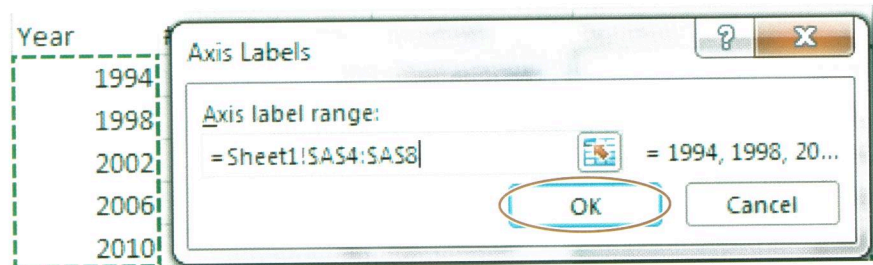 Year
1994
1998
2002
2006
2010
Axis Labels
?
X
Axis label range:
=Sheet1!$A$4:$A$8
= 1994, 1998, 20...
OK
Cancel